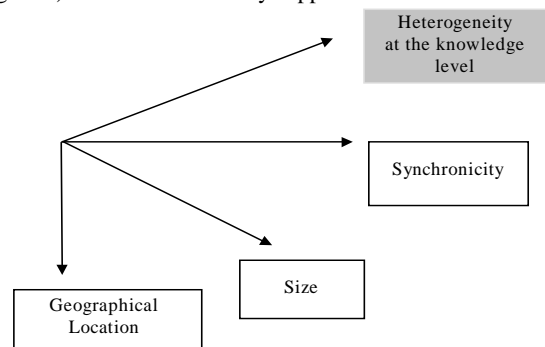 Heterogeneity
at the knowledge
level
Synchronicity
Size
Geographical
Location